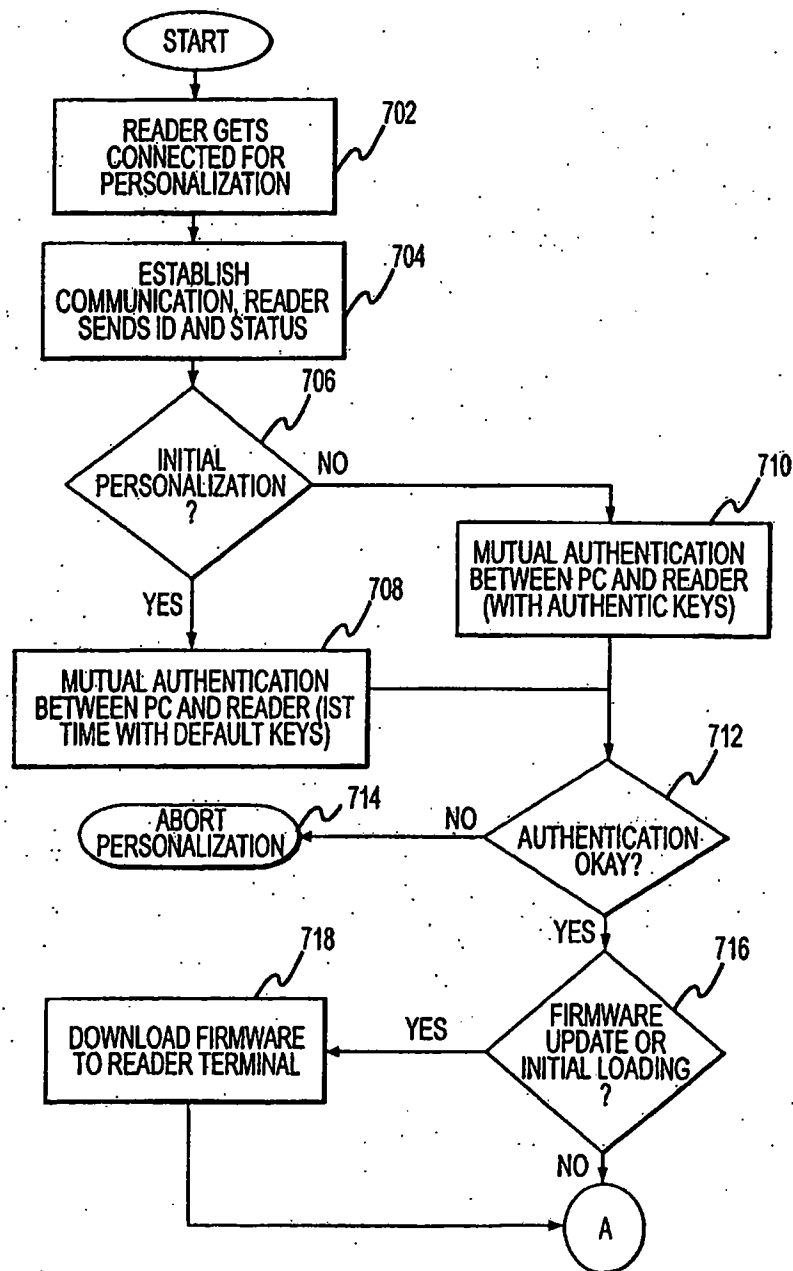 START
702
READER GETS
CONNECTED FOR
PERSONALIZATION
704
ESTABLISH
COMMUNICATION, READER
SENDS ID AND STATUS
706
INITIAL
PERSONALIZATION
?
NO
710
MUTUAL AUTHENTICATION
BETWEEN PC AND READER
(WITH AUTHENTIC KEYS)
YES
708
MUTUAL AUTHENTICATION
BETWEEN PC AND READER (IST
TIME WITH DEFAULT KEYS)
712
AUTHENTICATION
OKAY?
NO
714
ABORT
PERSONALIZATION
YES
716
FIRMWARE
UPDATE OR
INITIAL LOADING
?
YES
718
DOWNLOAD FIRMWARE
TO READER TERMINAL
NO
A